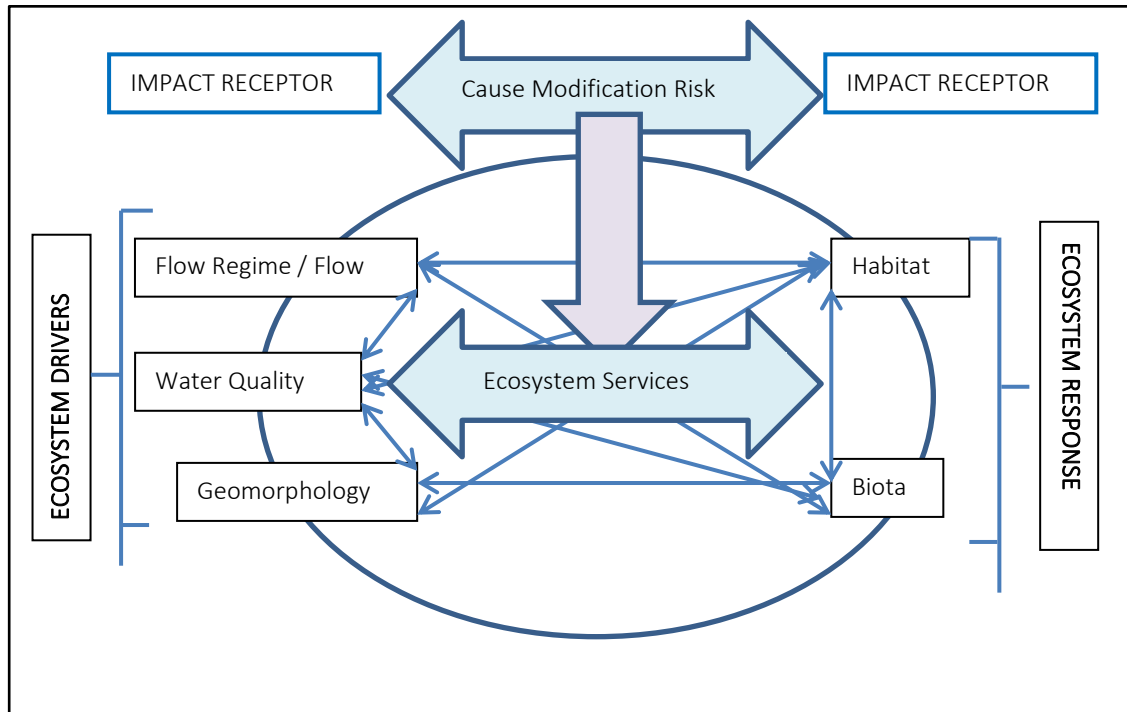 IMPACT RECEPTOR
Cause Modification Risk
IMPACT RECEPTOR
ECOSYSTEM DRIVERS
Flow Regime / Flow
Habitat
Water Quality
Ecosystem Services
Geomorphology
Biota
ECOSYSTEM RESPONSE